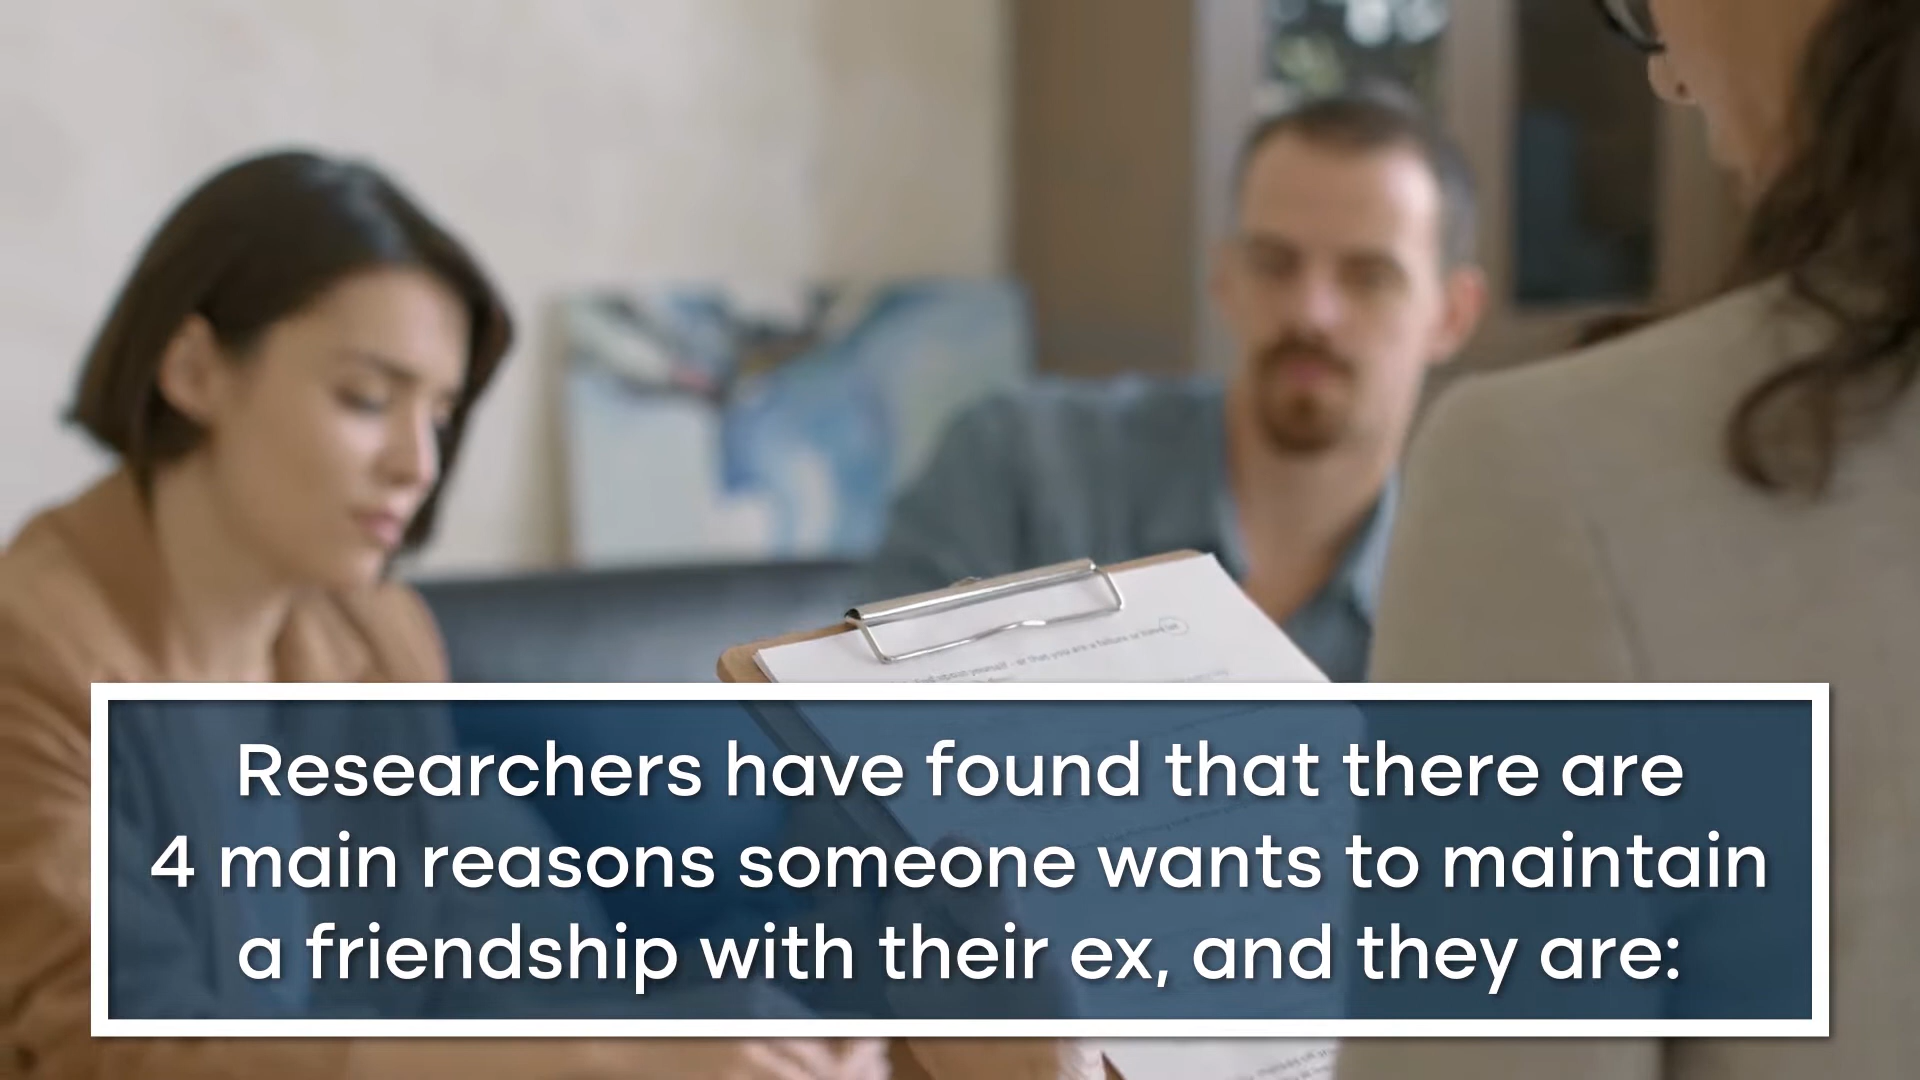 Researchers have found that there are
4 main reasons someone wants to maintain
a friendship with their ex, and they are: